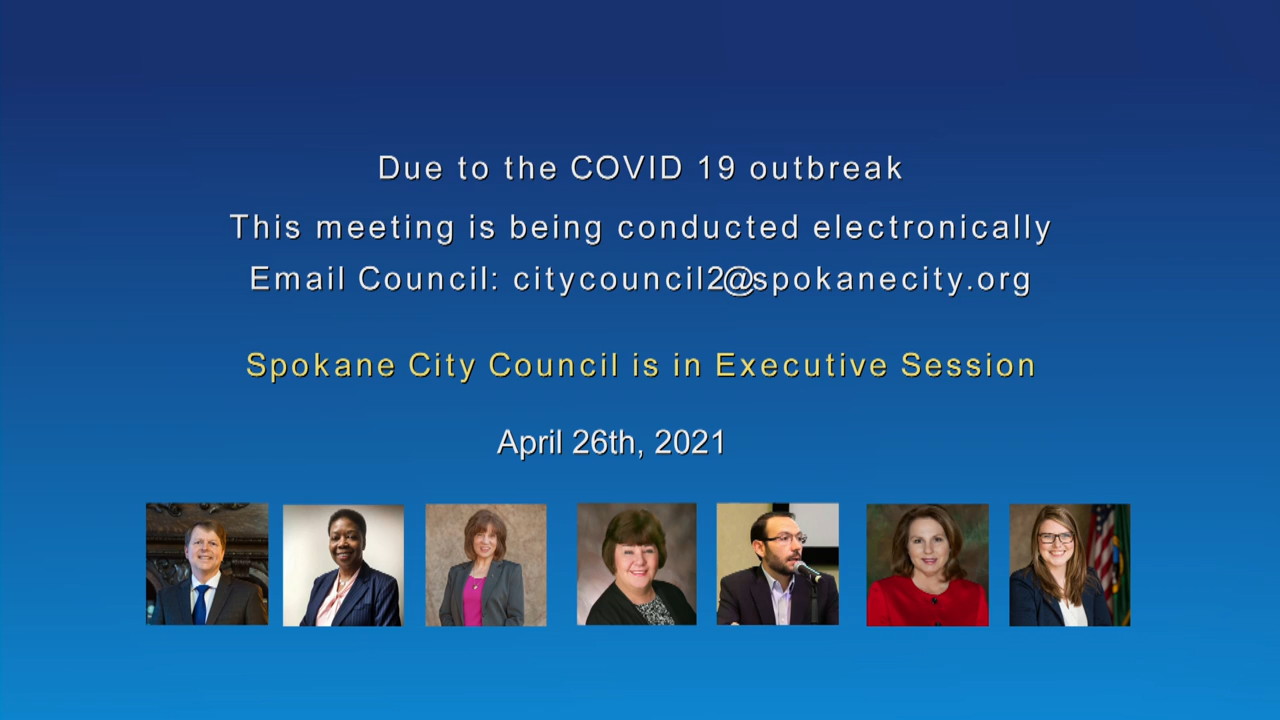 Due to the COVID 19 outbreak
This meeting is being conducted electronically
Email Council: citycouncil2@spokanecity.org
Spokane City Council is in Executive Session
April 26th, 2021